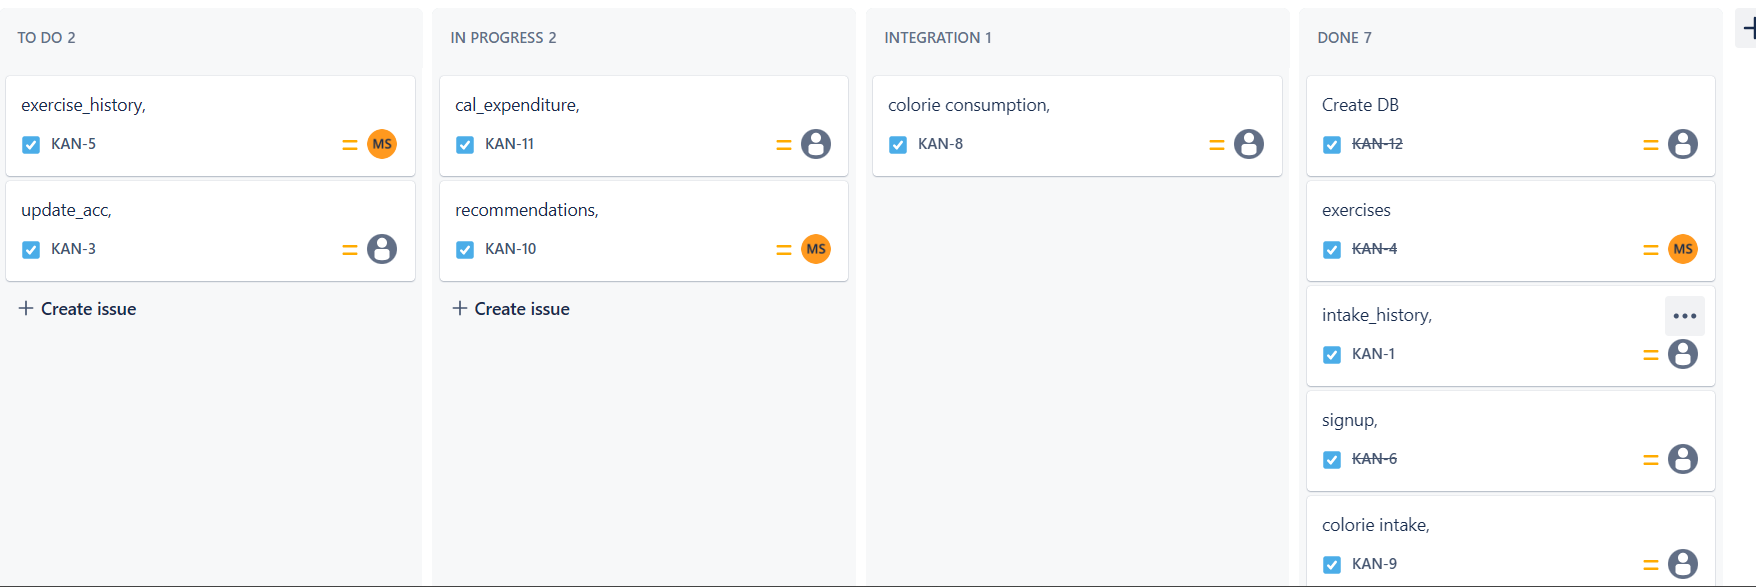 TO DO 2
exercise_history,
KAN-5
MS
update_acc,
KAN-3
Create issue
IN PROGRESS 2
cal_expenditure,
KAN-11
recommendations,
KAN-10
MS
Create issue
INTEGRATION 1
colorie consumption,
KAN-8
DONE 7
Create DB
KAN-12
exercises
KAN-4
MS
intake_history,
KAN-1
signup,
KAN-6
colorie intake,
KAN-9